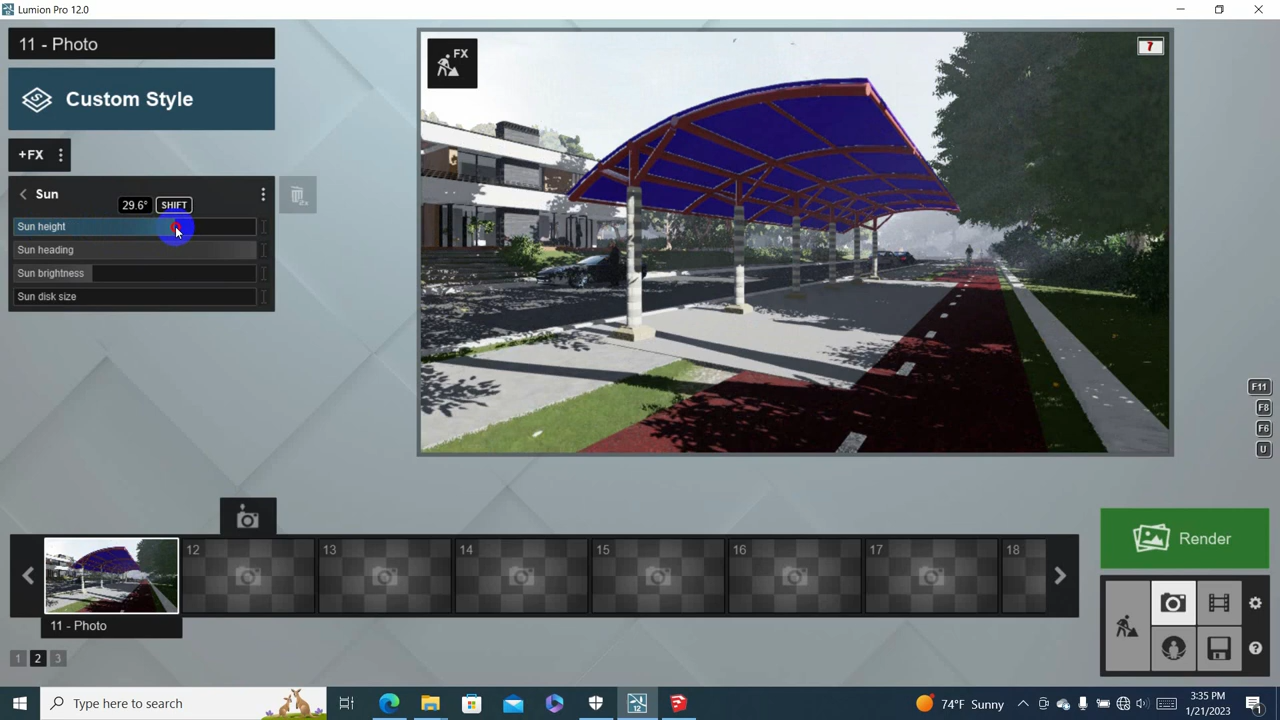 Lumion Pro 12.0
11 - Photo
Custom Style
+FX
Sun
29.6°
SHIFT
Sun height
Sun heading
Sun brightness
Sun disk size
FX
7
F11
F8
F6
U
12
13
14
15
16
17
18
Render
11 - Photo
1
2
3
Type here to search
12
74°F Sunny
3:35 PM
1/21/2023
1